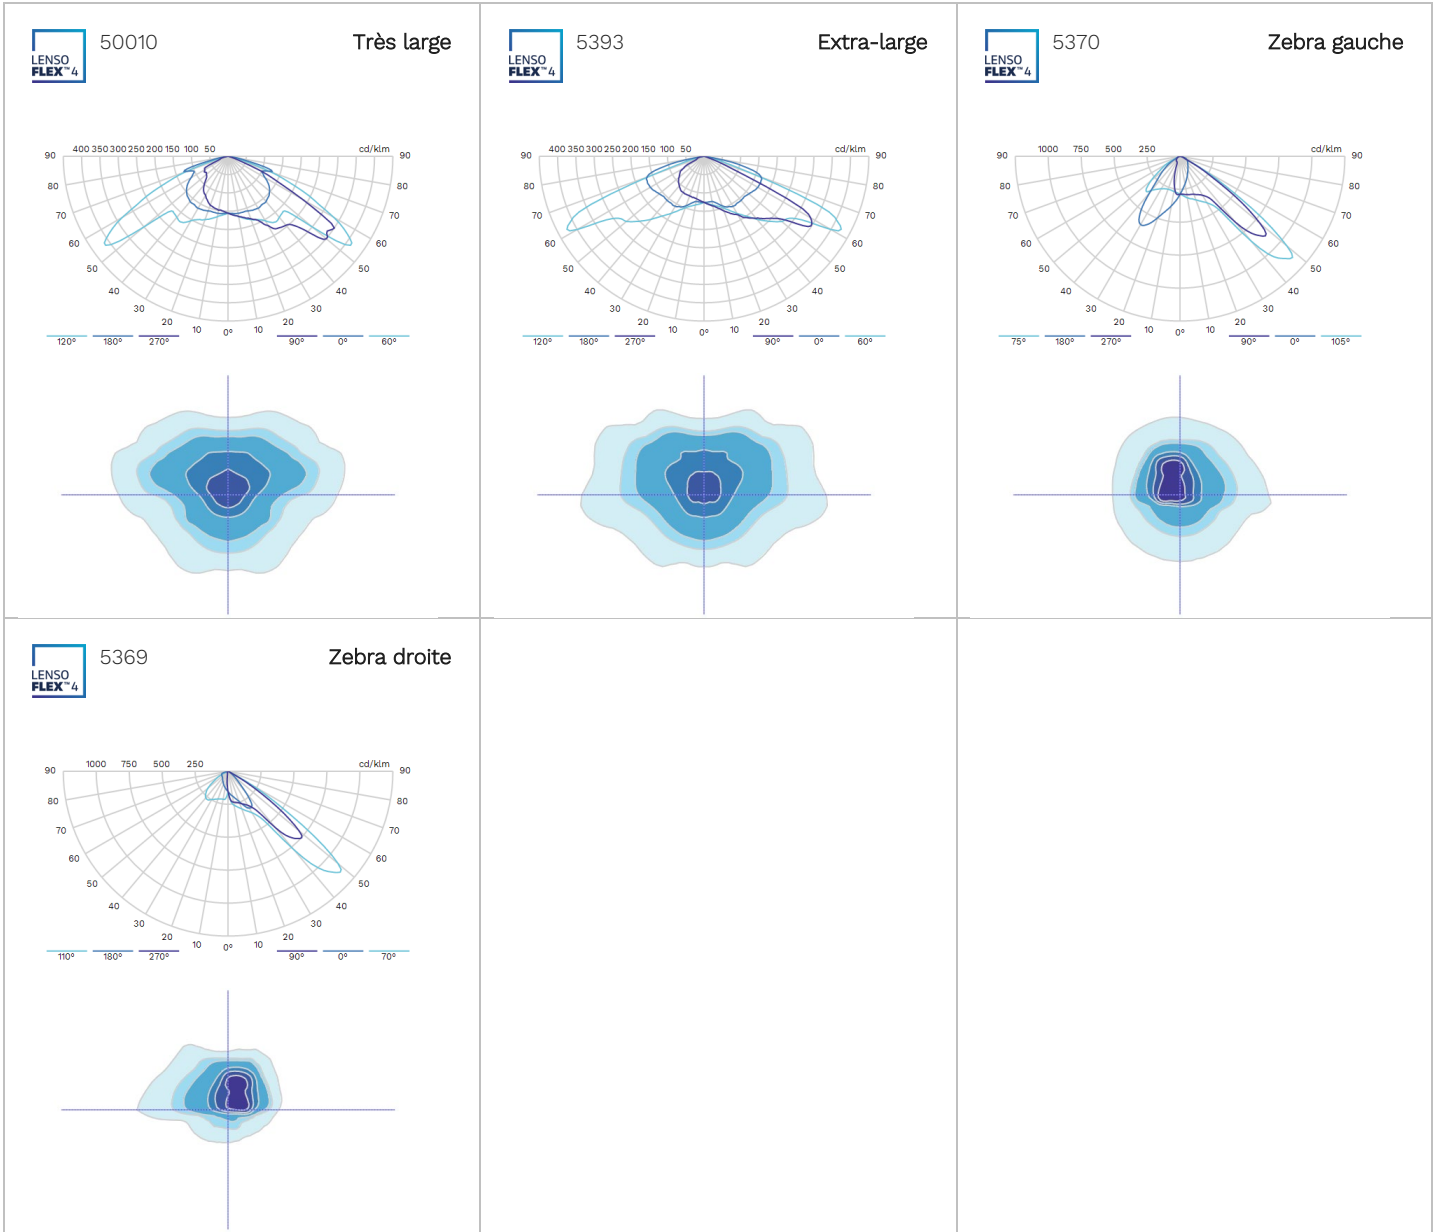 50010 Très large
LENSO
FLEX™4
90 400 350 300 250 200 150 100 50 cd/klm 90
80 80
70 70
60 60
50 50
40 40
30 30
20 10 0° 10 20
120° 180° 270° 90° 0° 60°
5393 Extra-large
LENSO
FLEX™4
90 400 350 300 250 200 150 100 50 cd/klm 90
80 80
70 70
60 60
50 50
40 40
30 30
20 10 0° 10 20
120° 180° 270° 90° 0° 60°
5370 Zebra gauche
LENSO
FLEX™4
90 1000 750 500 250 cd/klm 90
80 80
70 70
60 60
50 50
40 40
30 30
20 10 0° 10 20
75° 180° 270° 90° 0° 105°
5369 Zebra droite
LENSO
FLEX™4
90 1000 750 500 250 cd/klm 90
80 80
70 70
60 60
50 50
40 40
30 30
20 10 0° 10 20
110° 180° 270° 90° 0° 70°